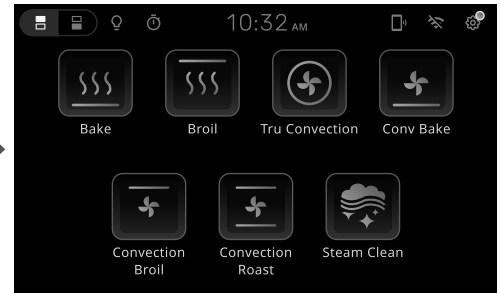 10:32 AM
Bake
Broil
Tru Convection
Conv Bake
Convection
Broil
Convection
Roast
Steam Clean